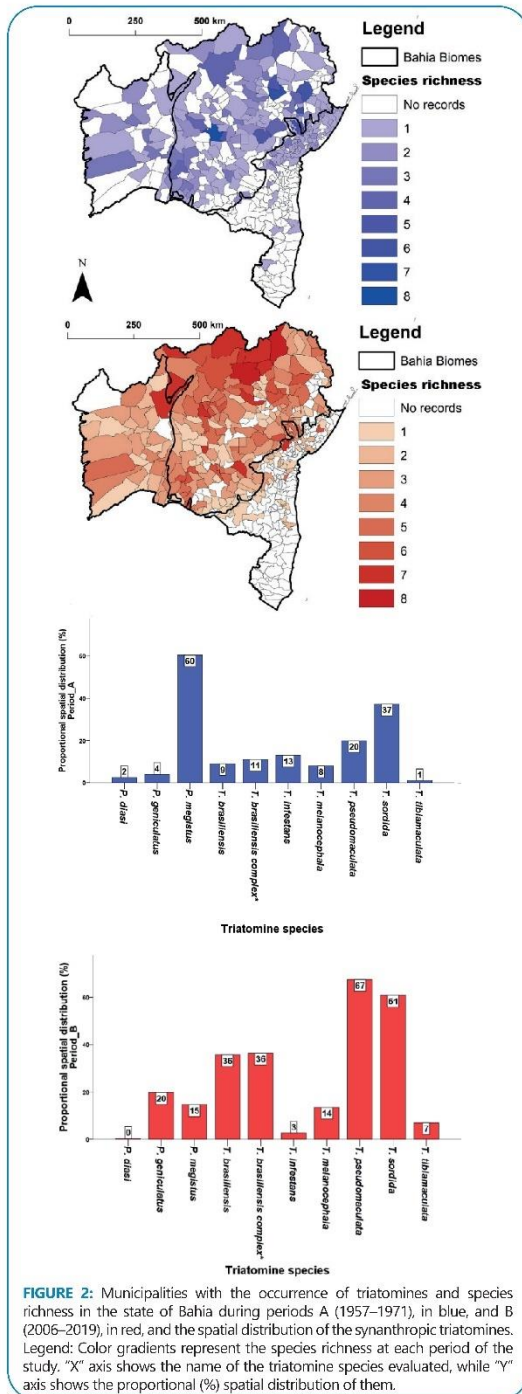 0 250 500 km
Legend
Bahia Biomes
Species richness
No records
1
2
3
4
5
6
7
8
N
0 250 500 km
Legend
Bahia Biomes
Species richness
No records
1
2
3
4
5
6
7
8
Proportional spatial distribution (%)
Period_A
60
40
20
0
2
4
60
9
11
13
8
20
37
1
P. diasi
P. geniculatus
P. megistus
T. brasiliensis
T. brasiliensis complex*
T. infestans
T. melanocephala
T. pseudomaculata
T. sordida
T. tibiamaculata
Triatomine species
Proportional spatial distribution (%)
Period_B
60
40
20
0
0
20
15
36
36
3
14
67
61
7
P. diasi
P. geniculatus
P. megistus
T. brasiliensis
T. brasiliensis complex*
T. infestans
T. melanocephala
T. pseudomaculata
T. sordida
T. tibiamaculata
Triatomine species
FIGURE 2: Municipalities with the occurrence of triatomines and species
richness in the state of Bahia during periods A (1957–1971), in blue, and B
(2006–2019), in red, and the spatial distribution of the synanthropic triatomines.
Legend: Color gradients represent the species richness at each period of the
study. “X” axis shows the name of the triatomine species evaluated, while “Y”
axis shows the proportional (%) spatial distribution of them.